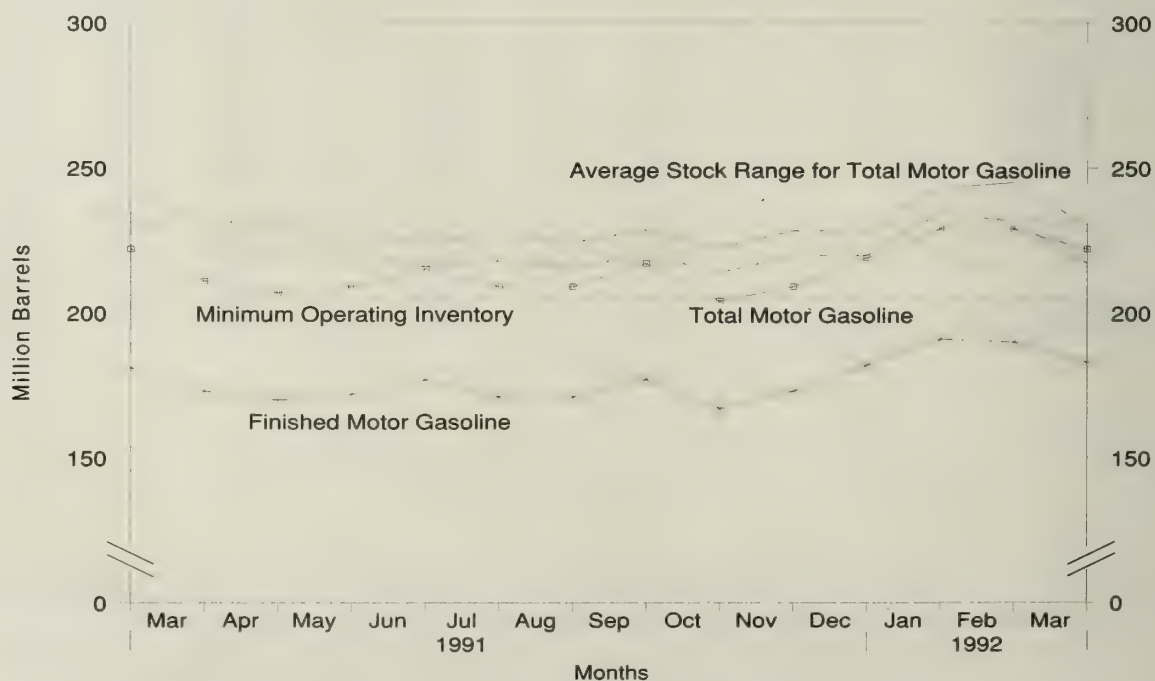 300 300
250 Average Stock Range for Total Motor Gasoline 250
Million Barrels
200 Minimum Operating Inventory Total Motor Gasoline 200
Finished Motor Gasoline
150 150
0 0
Mar Apr May Jun Jul Aug Sep Oct Nov Dec Jan Feb Mar
1991 1992
Months